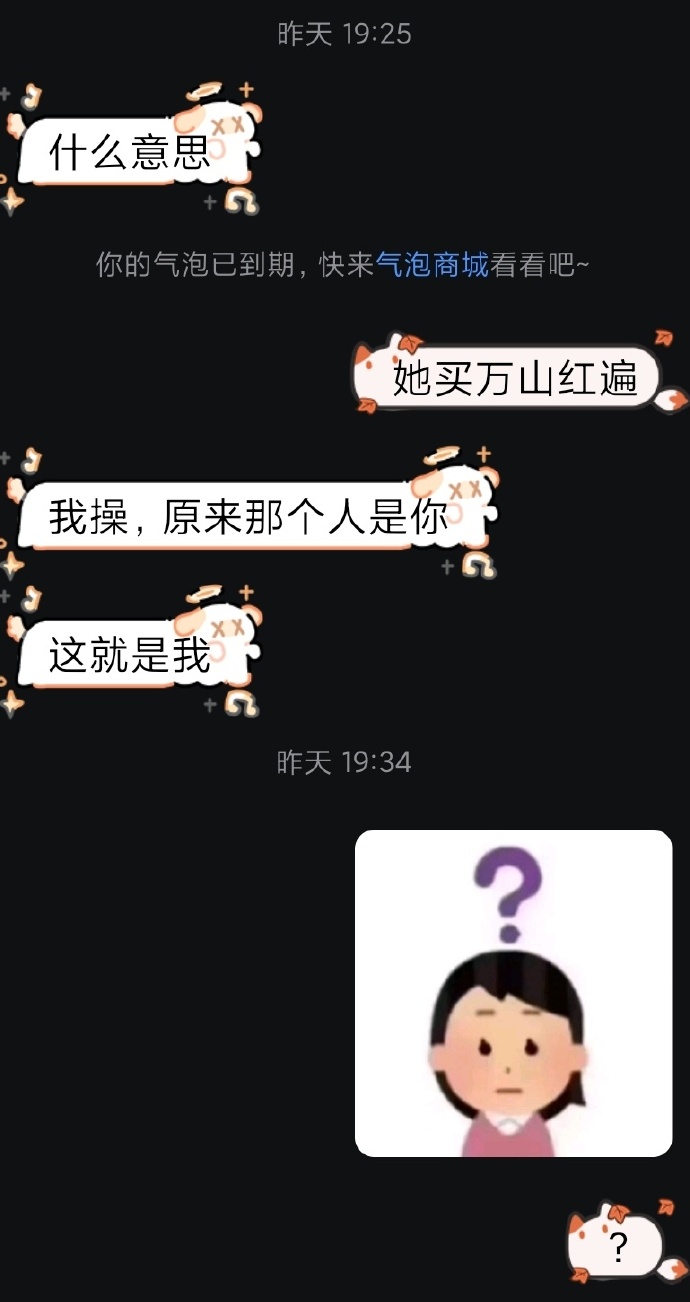 昨天 19:25
什么意思
你的气泡已到期，快来气泡商城看看吧~
她买万山红遍
我操，原来那个人是你
这就是我
昨天 19:34
?
?